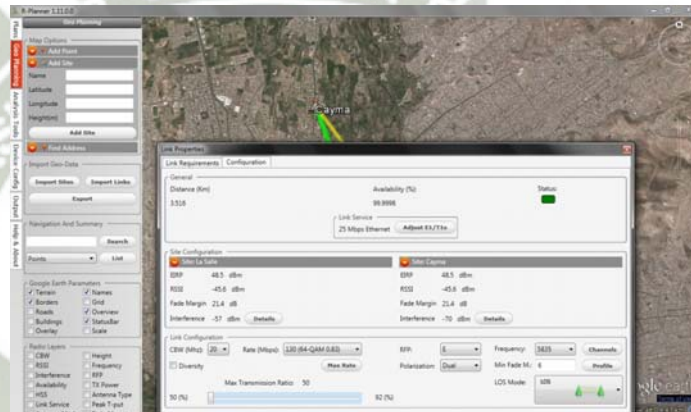 R-Planner 1.11.0.0
Plans
Geo Planning
Analysis Tools
Device Config
Output
Help & About
Geo Planning
Map Options
Add Point
Add Site
Name
Latitude
Longitude
Height(m)
Add Site
Find Address
Import Geo-Data
Import Sites Import Links
Export
Navigation And Summary
Search
Points List
Google Earth Parameters
Terrain Names
Borders Grid
Roads Overview
Buildings StatusBar
Overlay Scale
Radio Layers
CBW Height
RSSI Frequency
Interference RFP
Availability TX Power
HSS Antenna Type
Link Service Peak T-put
Cayma
Link Properties
Link Requirements Configuration
General
Distance (Km) Availability (%) Status:
3.516 99.9998
Link Service
25 Mbps Ethernet Adjust E1/T1s
Site Configuration
Site: La Salle Site: Cayma
EIRP 48.5 dBm EIRP 48.5 dBm
RSSI -45.6 dBm RSSI -45.6 dBm
Fade Margin 21.4 dB Fade Margin 21.4 dB
Interference -57 dBm Details Interference -70 dBm Details
Link Configuration
CBW (Mhz): 20 Rate (Mbps): 130 (64-QAM 0.83) RFP: E Frequency: 5835 Channels
Diversity Max Rate Polarization: Dual Min Fade M.: 6 Profile
Max Transmission Ratio: 50 LOS Mode: LOS
50 (%) 92 (%)